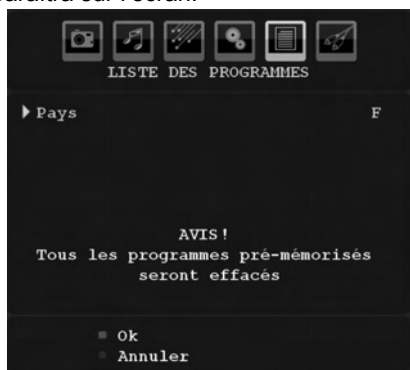 LISTE DES PROGRAMMES
Pays F
AVIS!
Tous les programmes pré-mémorisés
seront effacés
Ok
Annuler